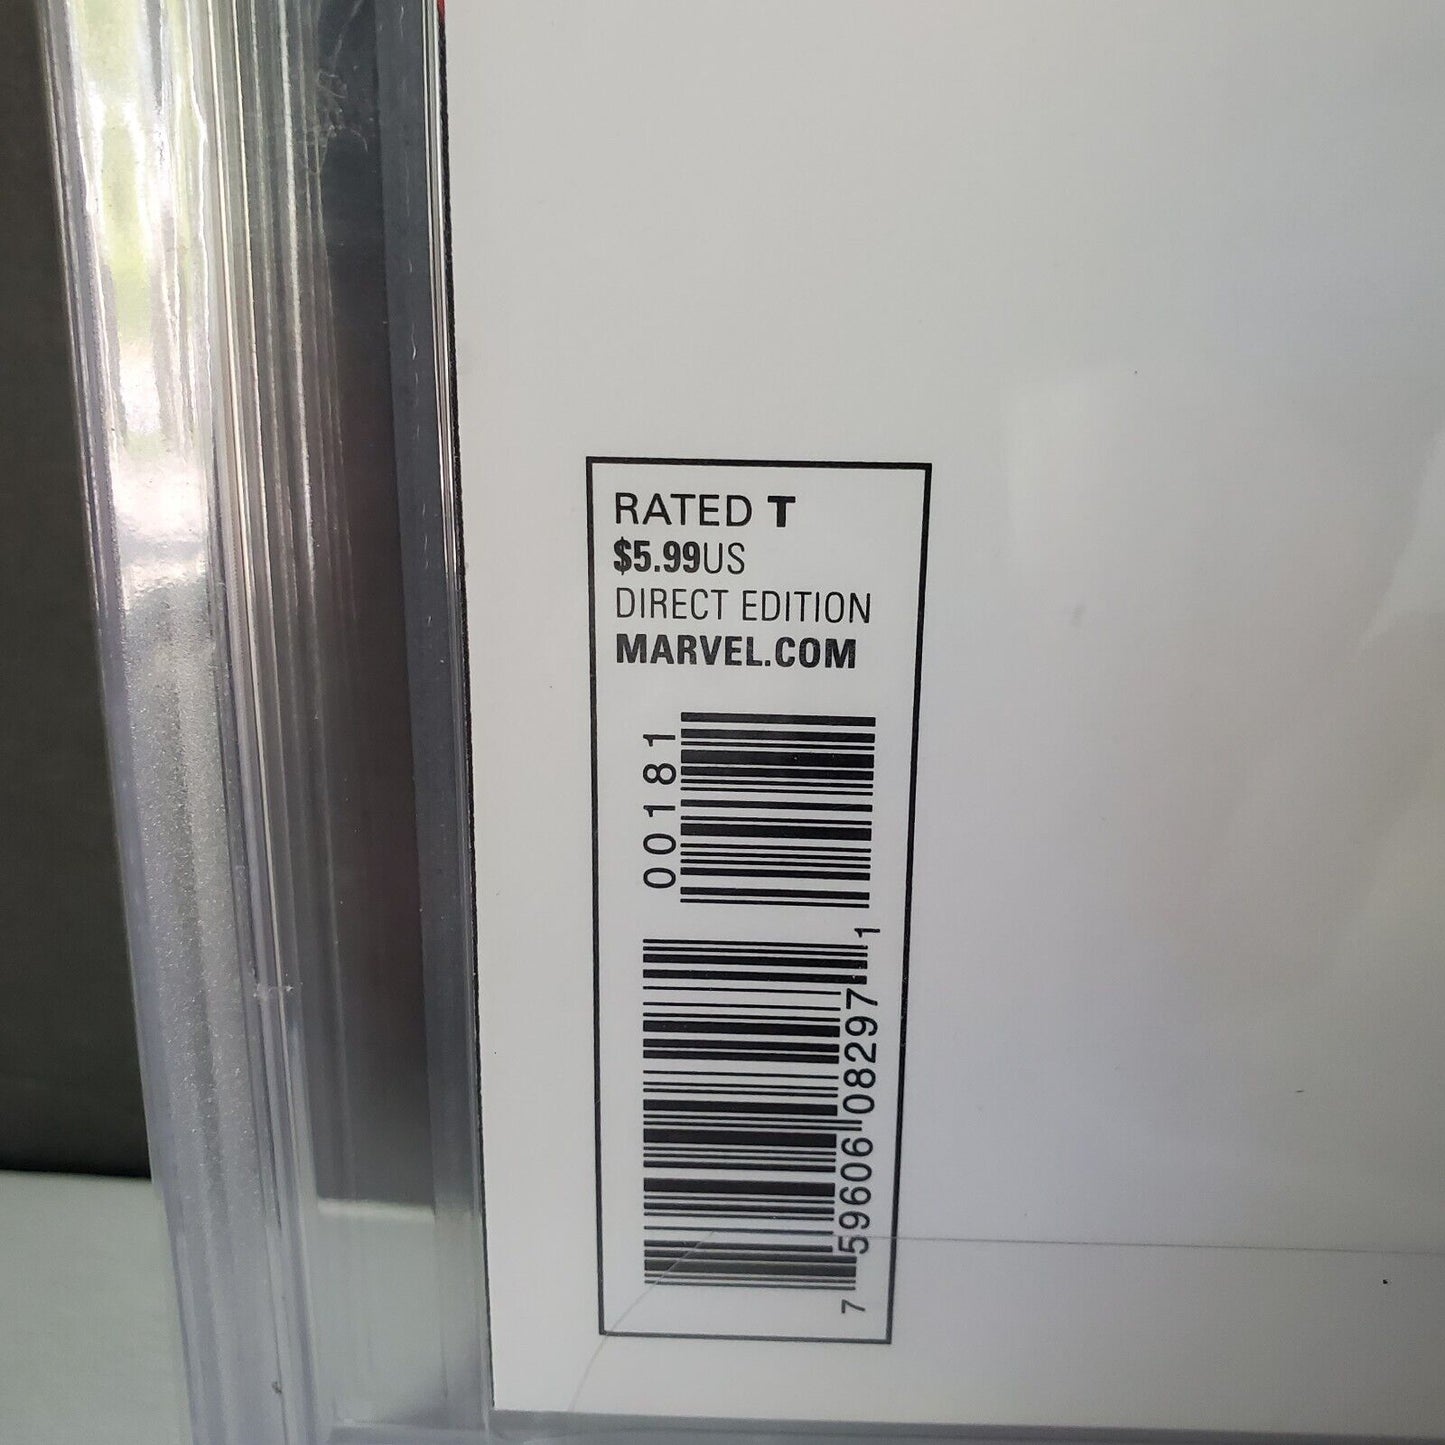 RATED T
$5.99US
DIRECT EDITION
MARVEL.COM
00181
7 59606 08297 1